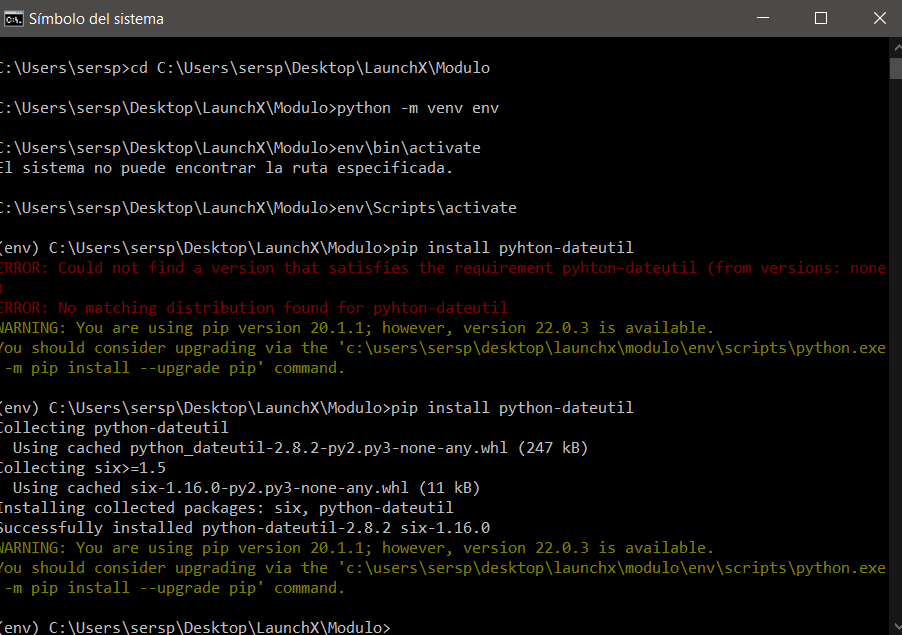 Símbolo del sistema
C:\Users\sersp>cd C:\Users\sersp\Desktop\LaunchX\Modulo
C:\Users\sersp\Desktop\LaunchX\Modulo>python -m venv env
C:\Users\sersp\Desktop\LaunchX\Modulo>env\bin\activate
El sistema no puede encontrar la ruta especificada.
C:\Users\sersp\Desktop\LaunchX\Modulo>env\Scripts\activate
(env) C:\Users\sersp\Desktop\LaunchX\Modulo>pip install pyhton-dateutil
ERROR: Could not find a version that satisfies the requirement pyhton-dateutil (from versions: none
)
ERROR: No matching distribution found for pyhton-dateutil
WARNING: You are using pip version 20.1.1; however, version 22.0.3 is available.
You should consider upgrading via the 'c:\users\sersp\desktop\launchx\modulo\env\scripts\python.exe
-m pip install --upgrade pip' command.
(env) C:\Users\sersp\Desktop\LaunchX\Modulo>pip install python-dateutil
Collecting python-dateutil
Using cached python_dateutil-2.8.2-py2.py3-none-any.whl (247 kB)
Collecting six>=1.5
Using cached six-1.16.0-py2.py3-none-any.whl (11 kB)
Installing collected packages: six, python-dateutil
Successfully installed python-dateutil-2.8.2 six-1.16.0
WARNING: You are using pip version 20.1.1; however, version 22.0.3 is available.
You should consider upgrading via the 'c:\users\sersp\desktop\launchx\modulo\env\scripts\python.exe
-m pip install --upgrade pip' command.
(env) C:\Users\sersp\Desktop\LaunchX\Modulo>